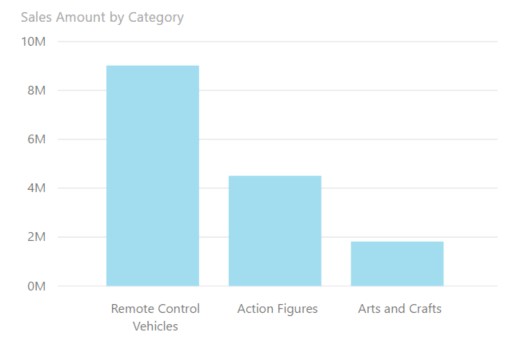 Sales Amount by Category
10M
8M
6M
4M
2M
0M
Remote Control
Vehicles
Action Figures
Arts and Crafts